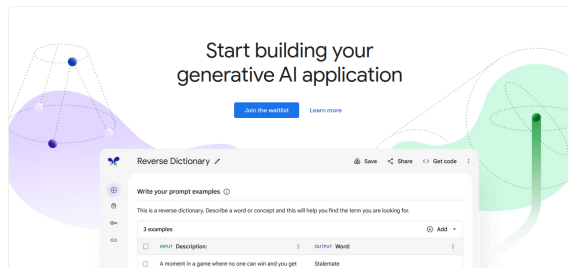 Start building your
generative AI application
Join the waitlist Learn more
Reverse Dictionary Save Share <> Get code
Write your prompt examples
This is a reverse dictionary. Describe a word or concept and this will help you find the term you are looking for.
3 examples Add
INPUT Description: OUTPUT Word:
A moment in a game where no one can win and you get Stalemate